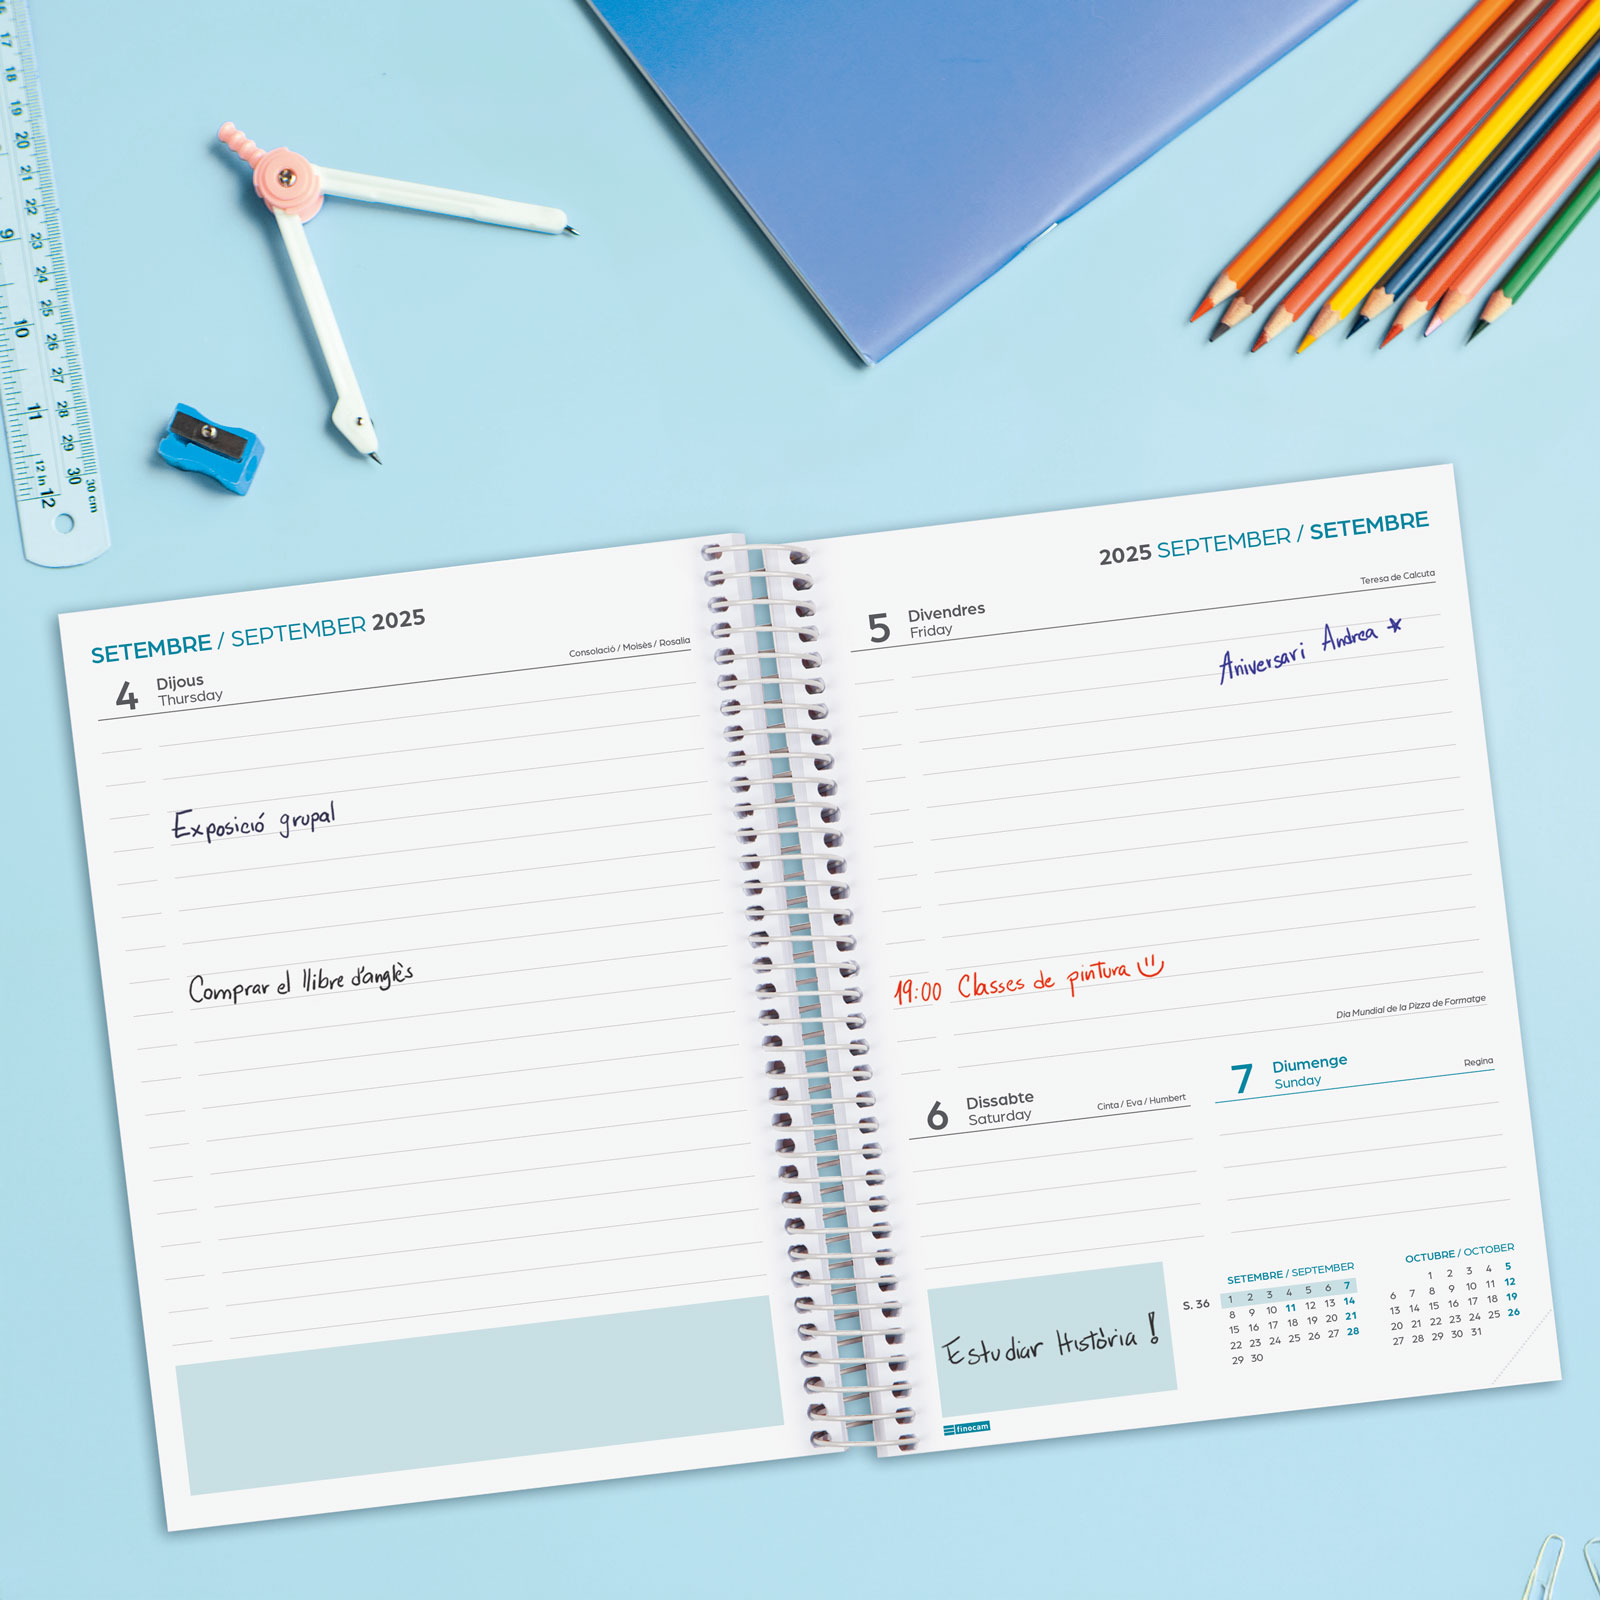 17
18
19
20
21
22
9
23
24
25
10
26
27
11
28
29
12 in
12
30
30 cm
SETEMBRE / SEPTEMBER 2025
4 Dijous
Thursday
Consolació / Moisès / Rosalia
Exposició grupal
Comprar el llibre d'anglès
2025 SEPTEMBER / SETEMBRE
5 Divendres
Friday
Teresa de Calcuta
Aniversari Andrea
19:00 Classes de pintura
Dia Mundial de la Pizza de Formatge
6 Dissabte
Saturday
Cinta / Eva / Humbert
7 Diumenge
Sunday
Regina
Estudiar Història !
finocam
SETEMBRE / SEPTEMBER
S. 36 1 2 3 4 5 6 7
8 9 10 11 12 13 14
15 16 17 18 19 20 21
22 23 24 25 26 27 28
29 30
OCTUBRE / OCTOBER
1 2 3 4 5
6 7 8 9 10 11 12
13 14 15 16 17 18 19
20 21 22 23 24 25 26
27 28 29 30 31